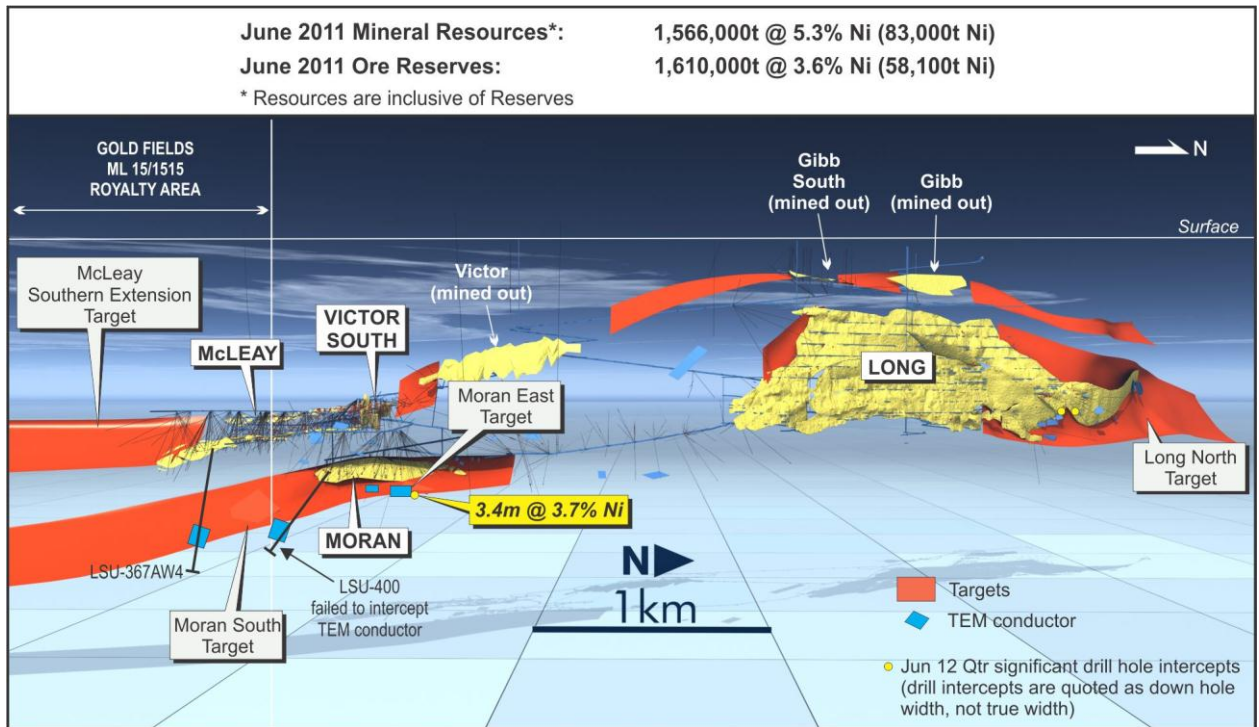 June 2011 Mineral Resources*: 1,566,000t @ 5.3% Ni (83,000t Ni)
June 2011 Ore Reserves: 1,610,000t @ 3.6% Ni (58,100t Ni)
* Resources are inclusive of Reserves
GOLD FIELDS
ML 15/1515
ROYALTY AREA
N
Gibb
South
(mined out)
Gibb
(mined out)
Surface
McLeay
Southern Extension
Target
Victor
(mined out)
VICTOR
SOUTH
McLEAY
LONG
Moran East
Target
Long North
Target
3.4m @ 3.7% Ni
MORAN
LSU-367AW4
LSU-400
failed to intercept
TEM conductor
Moran South
Target
N
1km
Targets
TEM conductor
Jun 12 Qtr significant drill hole intercepts
(drill intercepts are quoted as down hole
width, not true width)